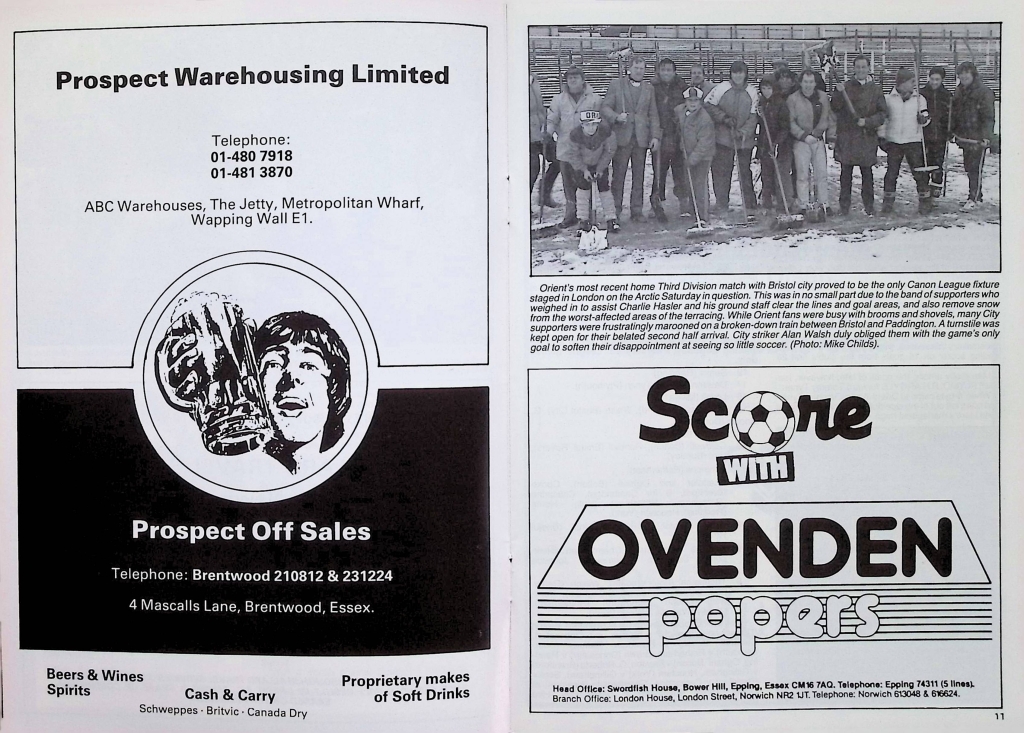 Prospect Warehousing Limited
Telephone:
01-480 7918
01-481 3870
ABC Warehouses, The Jetty, Metropolitan Wharf,
Wapping Wall E1.
Prospect Off Sales
Telephone: Brentwood 210812 & 231224
4 Mascalls Lane, Brentwood, Essex.
Beers & Wines
Spirits
Cash & Carry
Schweppes · Britvic · Canada Dry
Proprietary makes
of Soft Drinks
ORI
Orient's most recent home Third Division match with Bristol city proved to be the only Canon League fixture
staged in London on the Arctic Saturday in question. This was in no small part due to the band of supporters who
weighed in to assist Charlie Hasler and his ground staff clear the lines and goal areas, and also remove snow
from the worst-affected areas of the terracing. While Orient fans were busy with brooms and shovels, many City
supporters were frustratingly marooned on a broken-down train between Bristol and Paddington. A turnstile was
kept open for their belated second half arrival. City striker Alan Walsh duly obliged them with the game's only
goal to soften their disappointment at seeing so little soccer. (Photo: Mike Childs).
Score
WITH
OVENDEN
papers
Head Office: Swordfish House, Bower Hill, Epping, Essex CM16 7AQ. Telephone: Epping 74311 (5 lines).
Branch Office: London House, London Street, Norwich NR2 1JT. Telephone: Norwich 613048 & 616624.
11